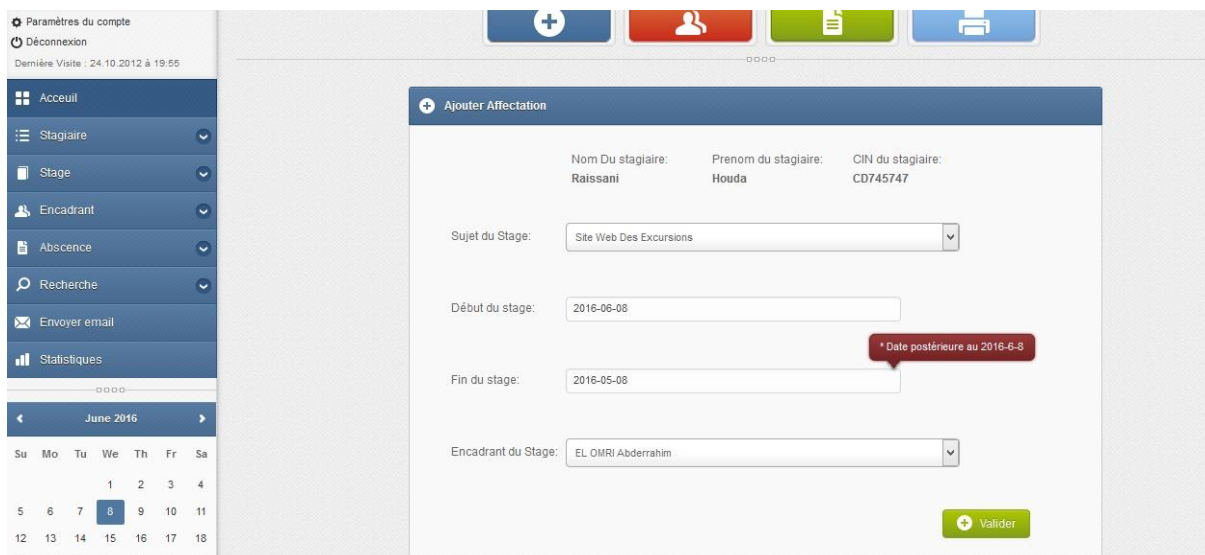 Paramètres du compte
Déconnexion
Dernière Visite : 24.10.2012 à 19:55
Acceuil
Stagiaire
Stage
Encadrant
Abscence
Recherche
Envoyer email
Statistiques
June 2016
Su Mo Tu We Th Fr Sa
1 2 3 4
5 6 7 8 9 10 11
12 13 14 15 16 17 18
Ajouter Affectation
Nom Du stagiaire: Prenom du stagiaire: CIN du stagiaire:
Raissani Houda CD745747
Sujet du Stage: Site Web Des Excursions
Début du stage: 2016-06-08
* Date postérieure au 2016-6-8
Fin du stage: 2016-05-08
Encadrant du Stage: EL OMRI Abderrahim
Valider